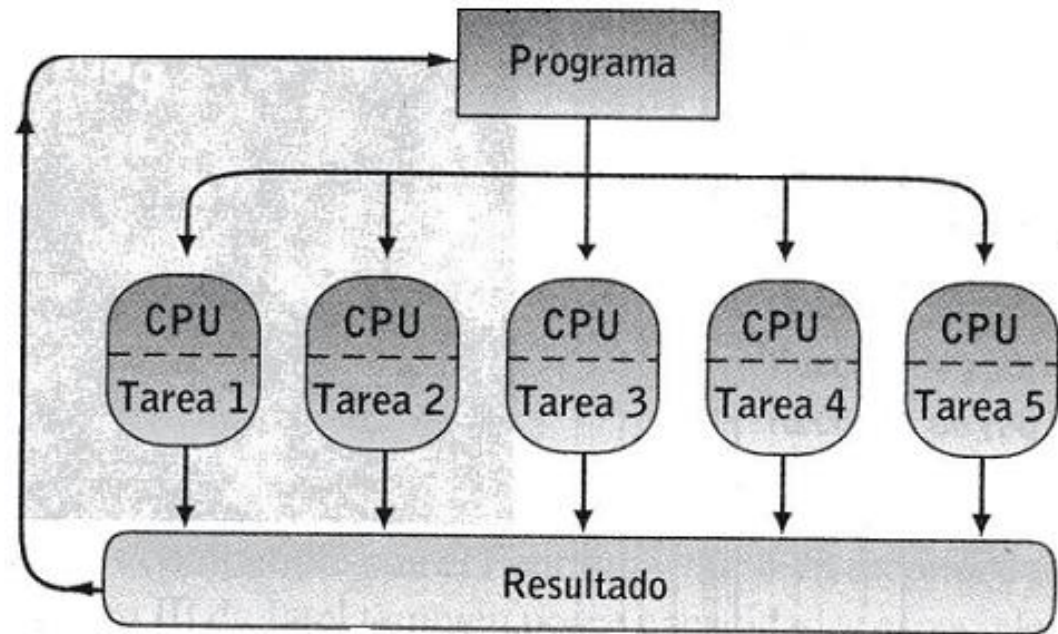 Programa
CPU
Tarea 1
CPU
Tarea 2
CPU
Tarea 3
CPU
Tarea 4
CPU
Tarea 5
Resultado